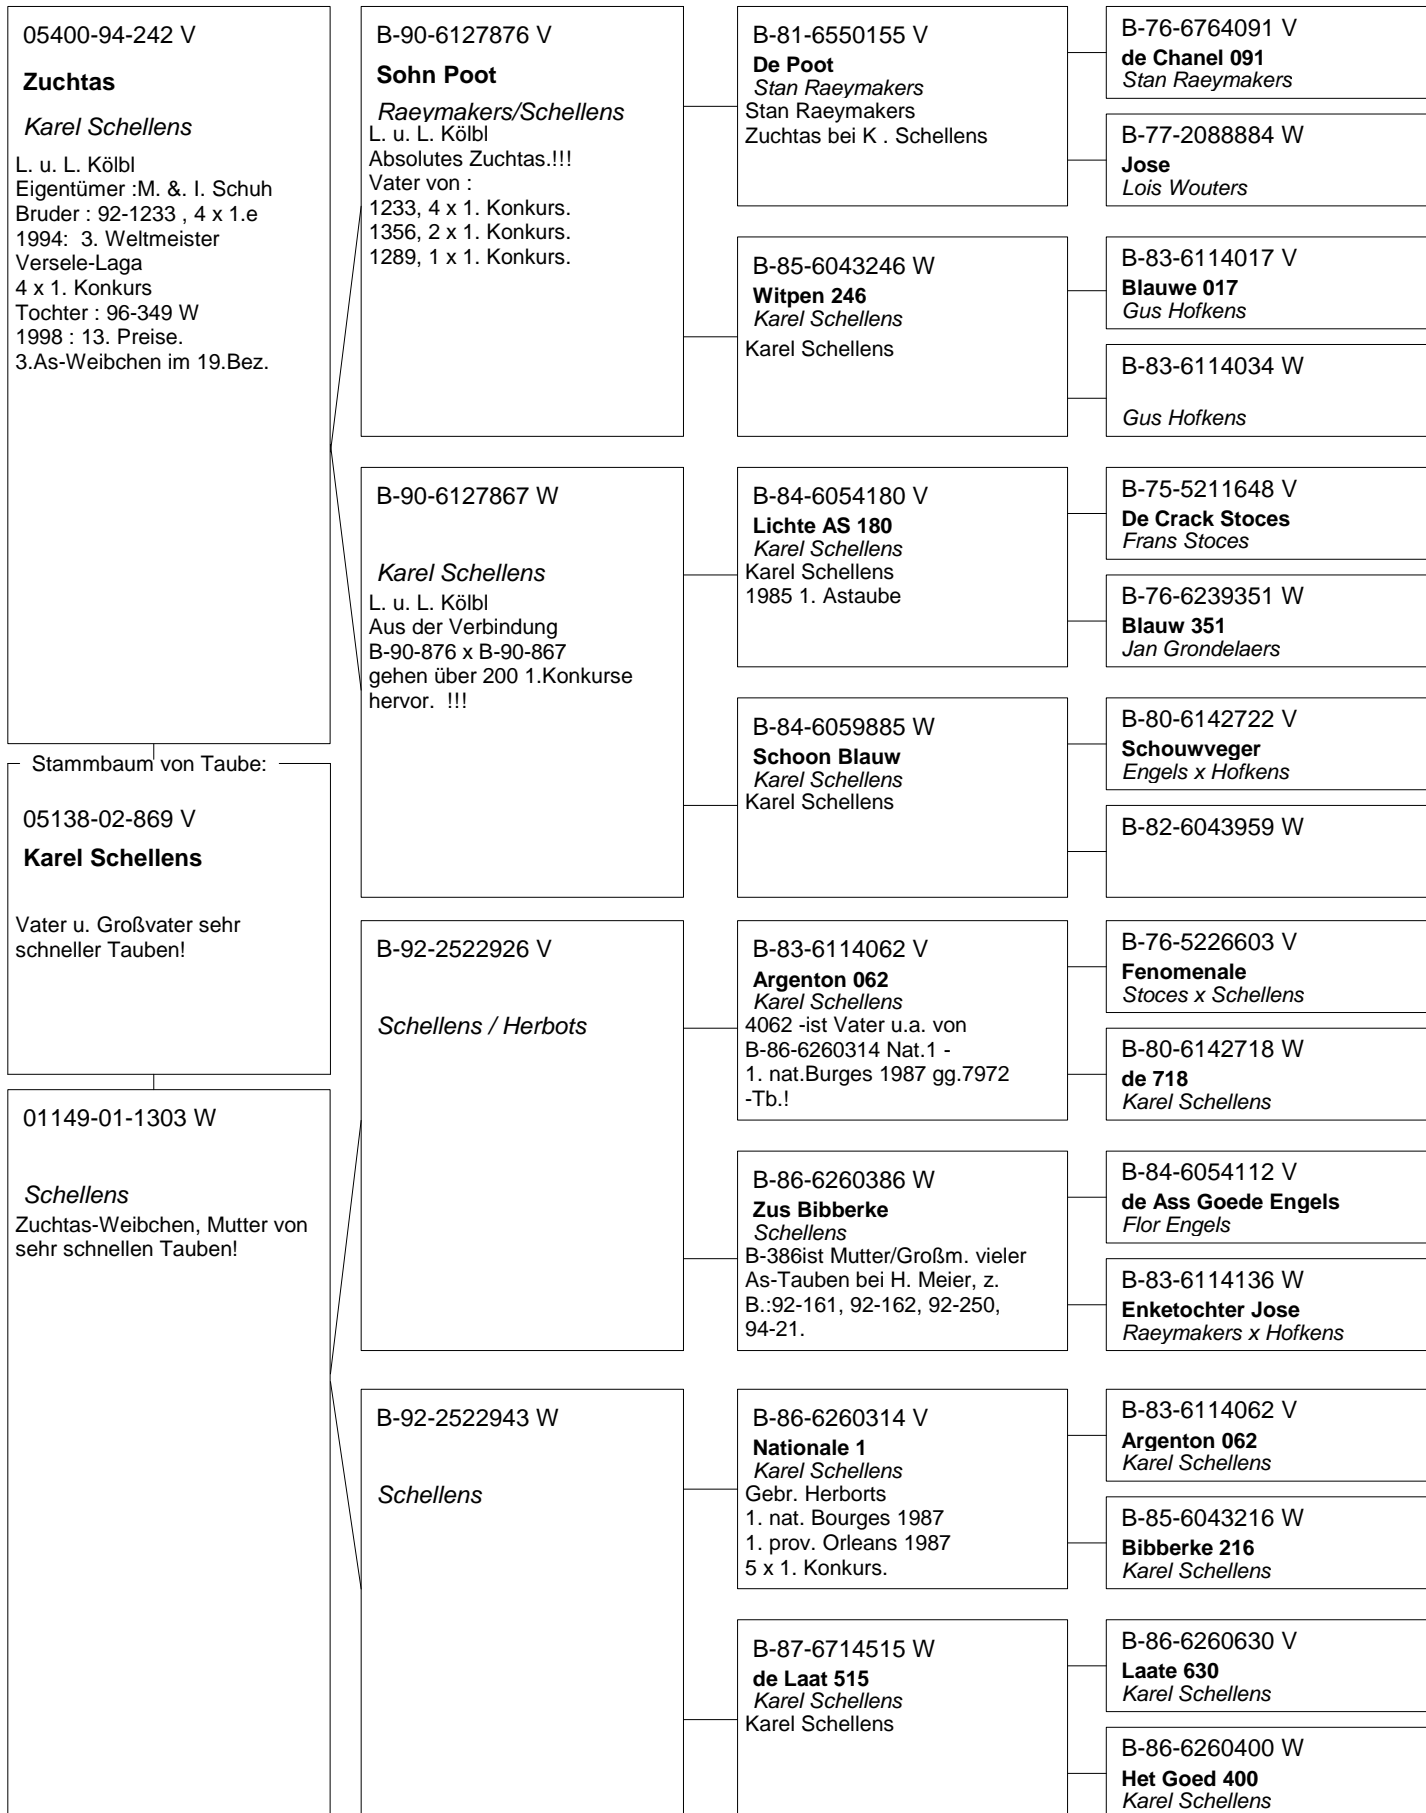 05400-94-242 V
Zuchtas
Karel Schellens
L. u. L. Kölbl
Eigentümer :M. &. I. Schuh
Bruder : 92-1233 , 4 x 1.e
1994:  3. Weltmeister
Versele-Laga
4 x 1. Konkurs
Tochter : 96-349 W
1998 : 13. Preise.
3.As-Weibchen im 19.Bez.
Stammbaum von Taube:
05138-02-869 V
Karel Schellens
Vater u. Großvater sehr
schneller Tauben!
01149-01-1303 W
Schellens
Zuchtas-Weibchen, Mutter von
sehr schnellen Tauben!
B-90-6127876 V
Sohn Poot
Raeymakers/Schellens
L. u. L. Kölbl
Absolutes Zuchtas.!!!
Vater von :
1233, 4 x 1. Konkurs.
1356, 2 x 1. Konkurs.
1289, 1 x 1. Konkurs.
B-90-6127867 W
Karel Schellens
L. u. L. Kölbl
Aus der Verbindung
B-90-876 x B-90-867
gehen über 200 1.Konkurse
hervor.  !!!
B-92-2522926 V
Schellens / Herbots
B-92-2522943 W
Schellens
B-81-6550155 V
De Poot
Stan Raeymakers
Stan Raeymakers
Zuchtas bei K . Schellens
B-85-6043246 W
Witpen 246
Karel Schellens
Karel Schellens
B-84-6054180 V
Lichte AS 180
Karel Schellens
Karel Schellens
1985 1. Astaube
B-84-6059885 W
Schoon Blauw
Karel Schellens
Karel Schellens
B-83-6114062 V
Argenton 062
Karel Schellens
4062 -ist Vater u.a. von
B-86-6260314 Nat.1 -
1. nat.Burges 1987 gg.7972
-Tb.!
B-86-6260386 W
Zus Bibberke
Schellens
B-386ist Mutter/Großm. vieler
As-Tauben bei H. Meier, z.
B.:92-161, 92-162, 92-250,
94-21.
B-86-6260314 V
Nationale 1
Karel Schellens
Gebr. Herborts
1. nat. Bourges 1987
1. prov. Orleans 1987
5 x 1. Konkurs.
B-87-6714515 W
de Laat 515
Karel Schellens
Karel Schellens
B-76-6764091 V
de Chanel 091
Stan Raeymakers
B-77-2088884 W
Jose
Lois Wouters
B-83-6114017 V
Blauwe 017
Gus Hofkens
B-83-6114034 W
Gus Hofkens
B-75-5211648 V
De Crack Stoces
Frans Stoces
B-76-6239351 W
Blauw 351
Jan Grondelaers
B-80-6142722 V
Schouwveger
Engels x Hofkens
B-82-6043959 W
B-76-5226603 V
Fenomenale
Stoces x Schellens
B-80-6142718 W
de 718
Karel Schellens
B-84-6054112 V
de Ass Goede Engels
Flor Engels
B-83-6114136 W
Enketochter Jose
Raeymakers x Hofkens
B-83-6114062 V
Argenton 062
Karel Schellens
B-85-6043216 W
Bibberke 216
Karel Schellens
B-86-6260630 V
Laate 630
Karel Schellens
B-86-6260400 W
Het Goed 400
Karel Schellens